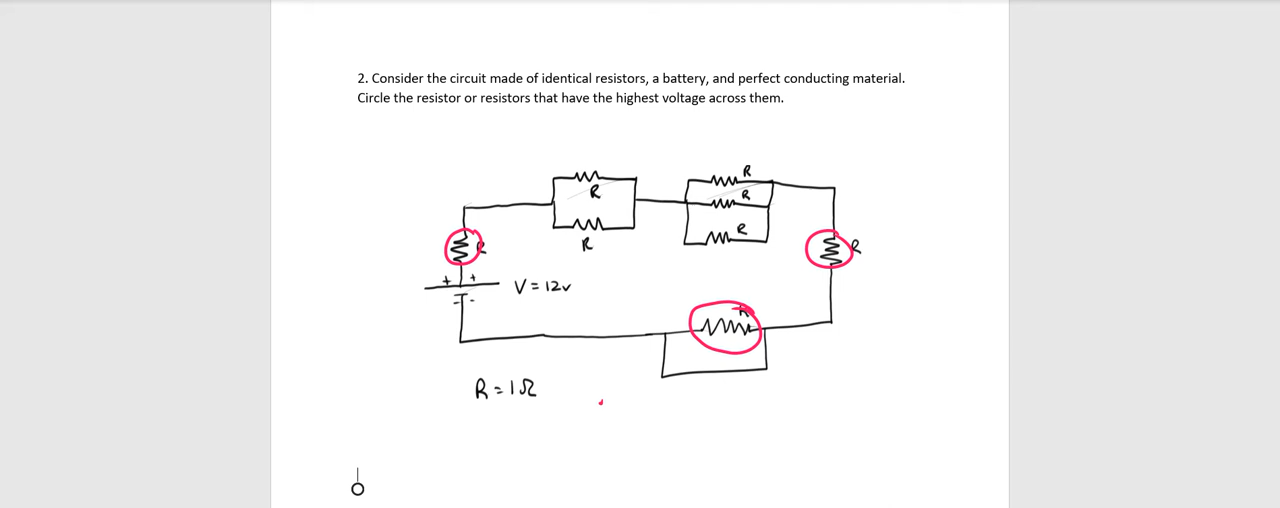 2. Consider the circuit made of identical resistors, a battery, and perfect conducting material.
Circle the resistor or resistors that have the highest voltage across them.
R
R
R
R
R
R
R
+ +
V = 12v
-
R
R = 1Ω